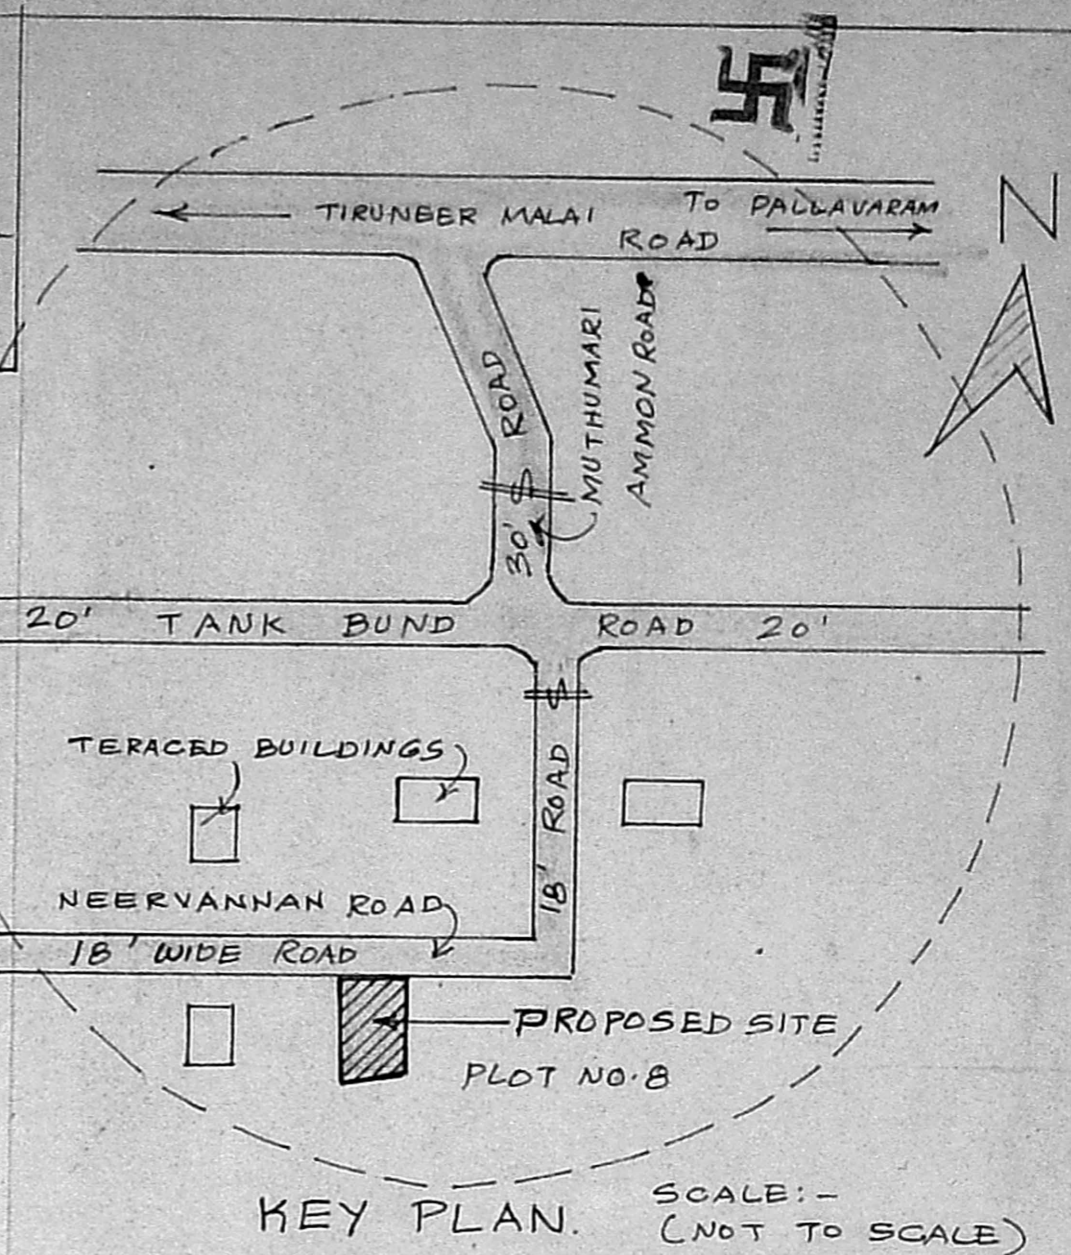 N
TIRUNEER MALAI
To PALLAVARAM
ROAD
MUTHUMARI
AMMON ROAD
ROAD
30'
20' TANK BUND ROAD 20'
TERACED BUILDINGS
18' ROAD
NEERVANNAN ROAD
18' WIDE ROAD
PROPOSED SITE
PLOT NO.8
KEY PLAN.
SCALE:-
(NOT TO SCALE)